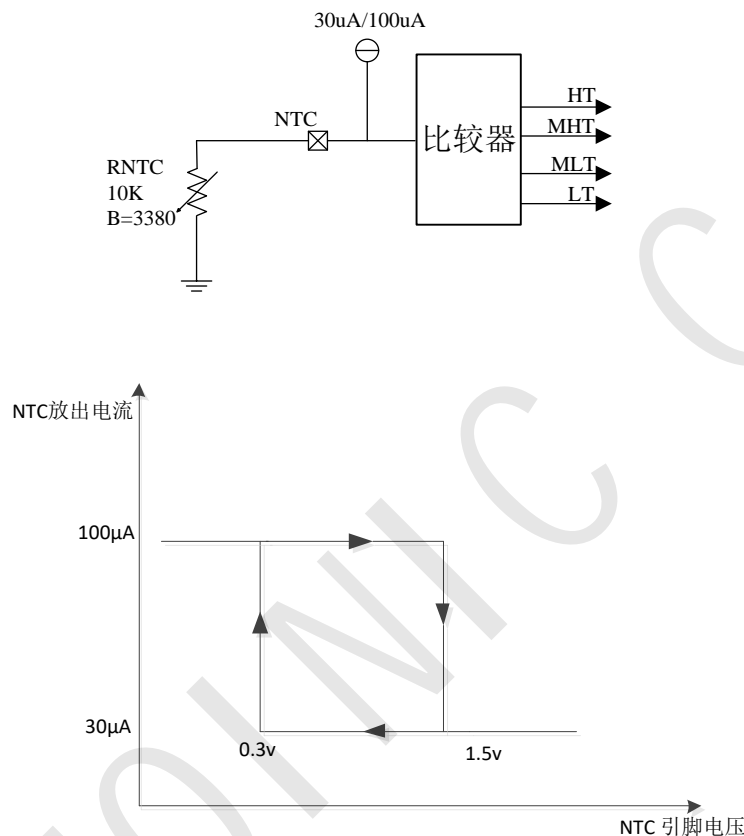 30uA/100uA
NTC
RNTC
10K
B=3380
比较器
HT
MHT
MLT
LT
NTC放出电流
100μA
30μA
0.3v
1.5v
NTC 引脚电压
OINIC C